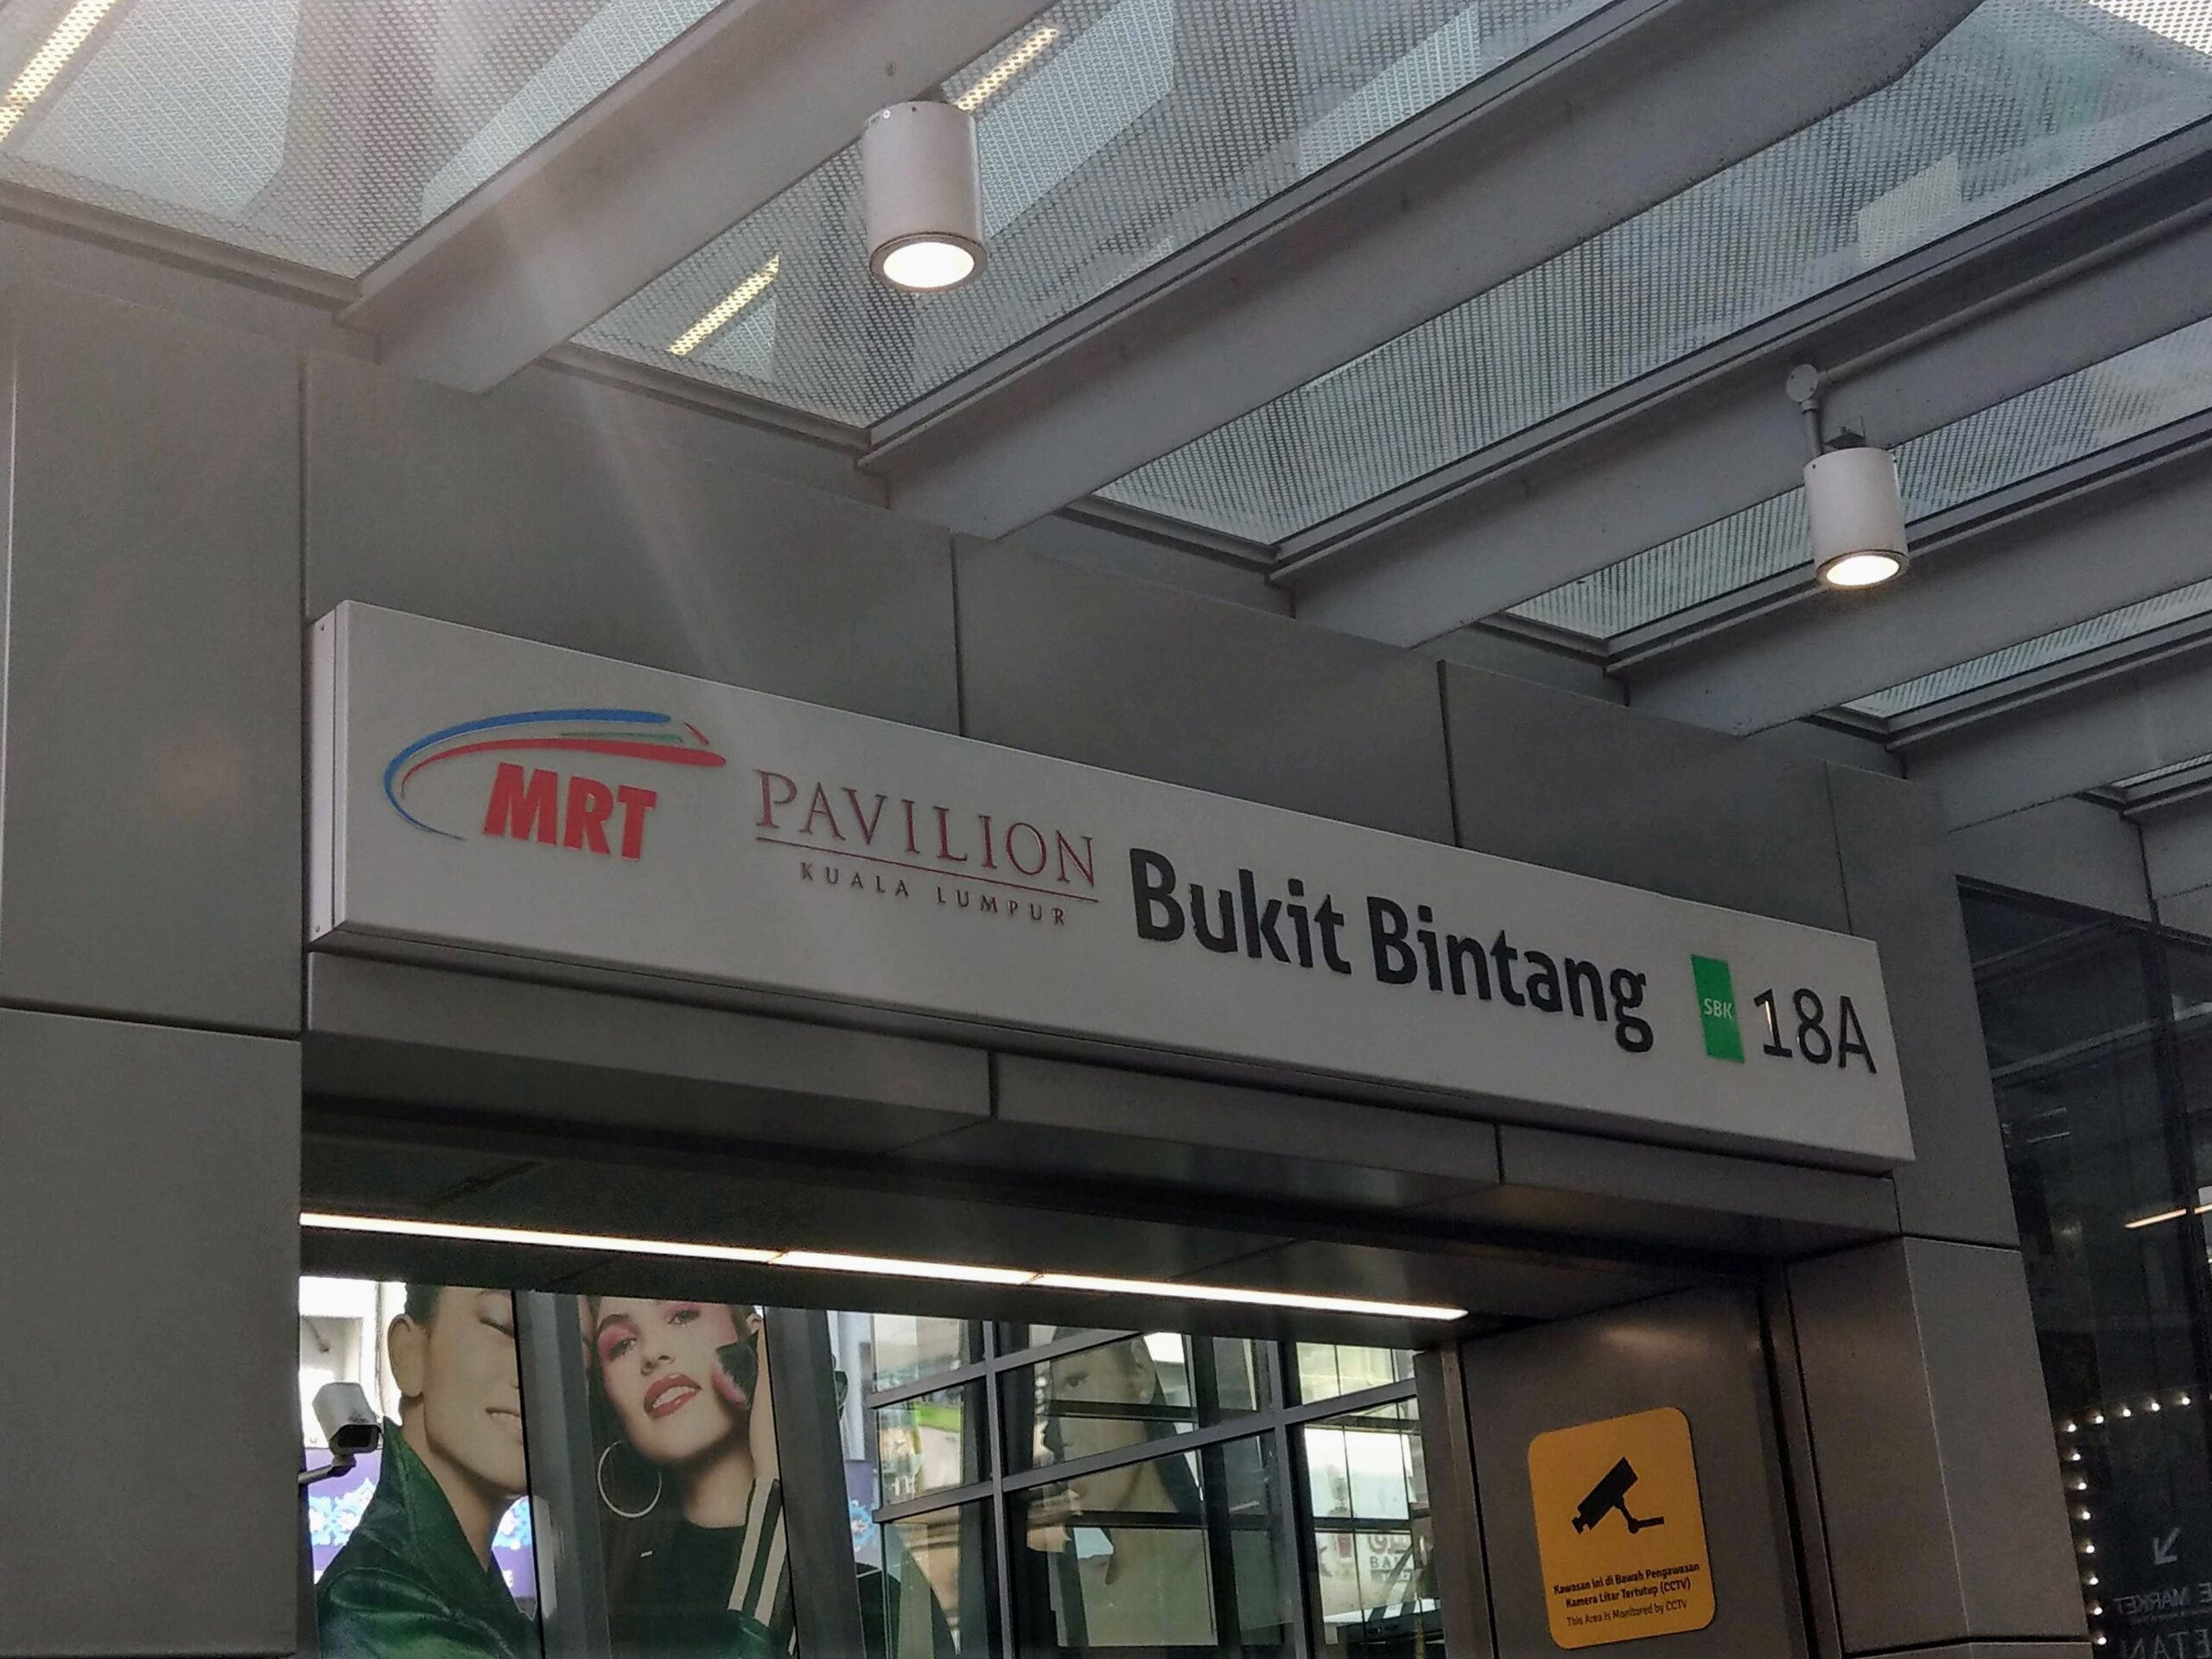 MRT
PAVILION
KUALA LUMPUR
Bukit Bintang
SBK
18A
Kawasan Ini di Bawah Pengawasan
Kamera Litar Tertutup (CCTV)
This Area is Monitored by CCTV
MARKET